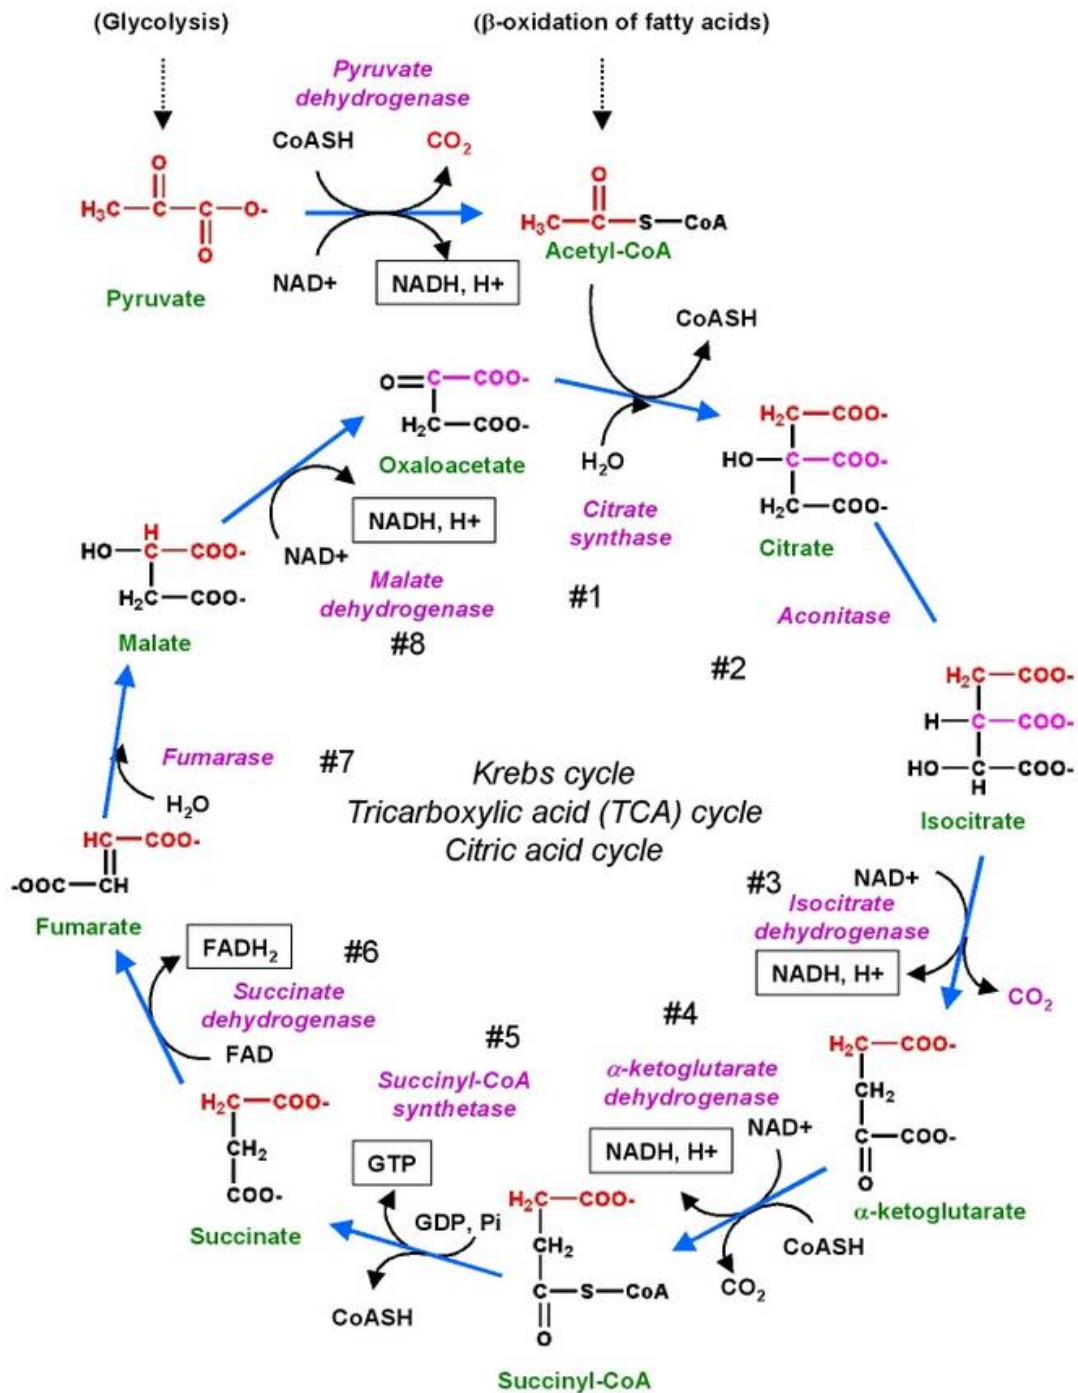 (Glycolysis)
(β-oxidation of fatty acids)
Pyruvate
dehydrogenase
CoASH
CO₂
O
H₃C—C—C—O-
O
NAD+
NADH, H+
Pyruvate
O
H₃C—C—S—CoA
Acetyl-CoA
CoASH
O=C—COO-
H₂C—COO-
Oxaloacetate
H₂O
Citrate
synthase
#1
H₂C—COO-
HO—C—COO-
H₂C—COO-
Citrate
Aconitase
#2
H₂C—COO-
H—C—COO-
HO—C—COO-
H
Isocitrate
#3
NAD+
Isocitrate
dehydrogenase
NADH, H+
CO₂
H₂C—COO-
CH₂
C—COO-
O
α-ketoglutarate
#4
α-ketoglutarate
dehydrogenase
NAD+
NADH, H+
CoASH
CO₂
H₂C—COO-
CH₂
C—S—CoA
O
Succinyl-CoA
#5
Succinyl-CoA
synthetase
GTP
GDP, Pi
CoASH
H₂C—COO-
CH₂
COO-
Succinate
#6
FADH₂
Succinate
dehydrogenase
FAD
HC—COO-
-OOC—CH
Fumarate
Fumarase
#7
H₂O
H
HO—C—COO-
H₂C—COO-
Malate
NADH, H+
NAD+
Malate
dehydrogenase
#8
Krebs cycle
Tricarboxylic acid (TCA) cycle
Citric acid cycle